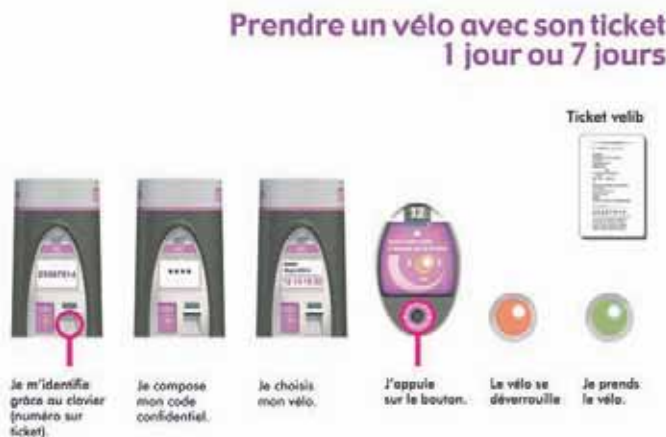 Prendre un vélo avec son ticket
1 jour ou 7 jours
Ticket velib
12
****
Je m'identifie
grâce au clavier
(numéro sur
ticket).
Je compose
mon code
confidentiel.
Je choisis
mon vélo.
J'appuie
sur le bouton.
Le vélo se
déverrouille
Je prends
le vélo.